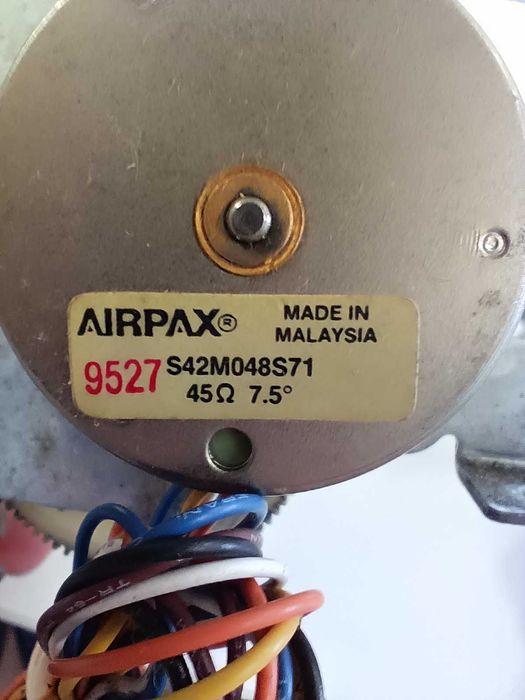 AIRPAX® MADE IN
MALAYSIA
9527 S42M048S71
45Ω 7.5°